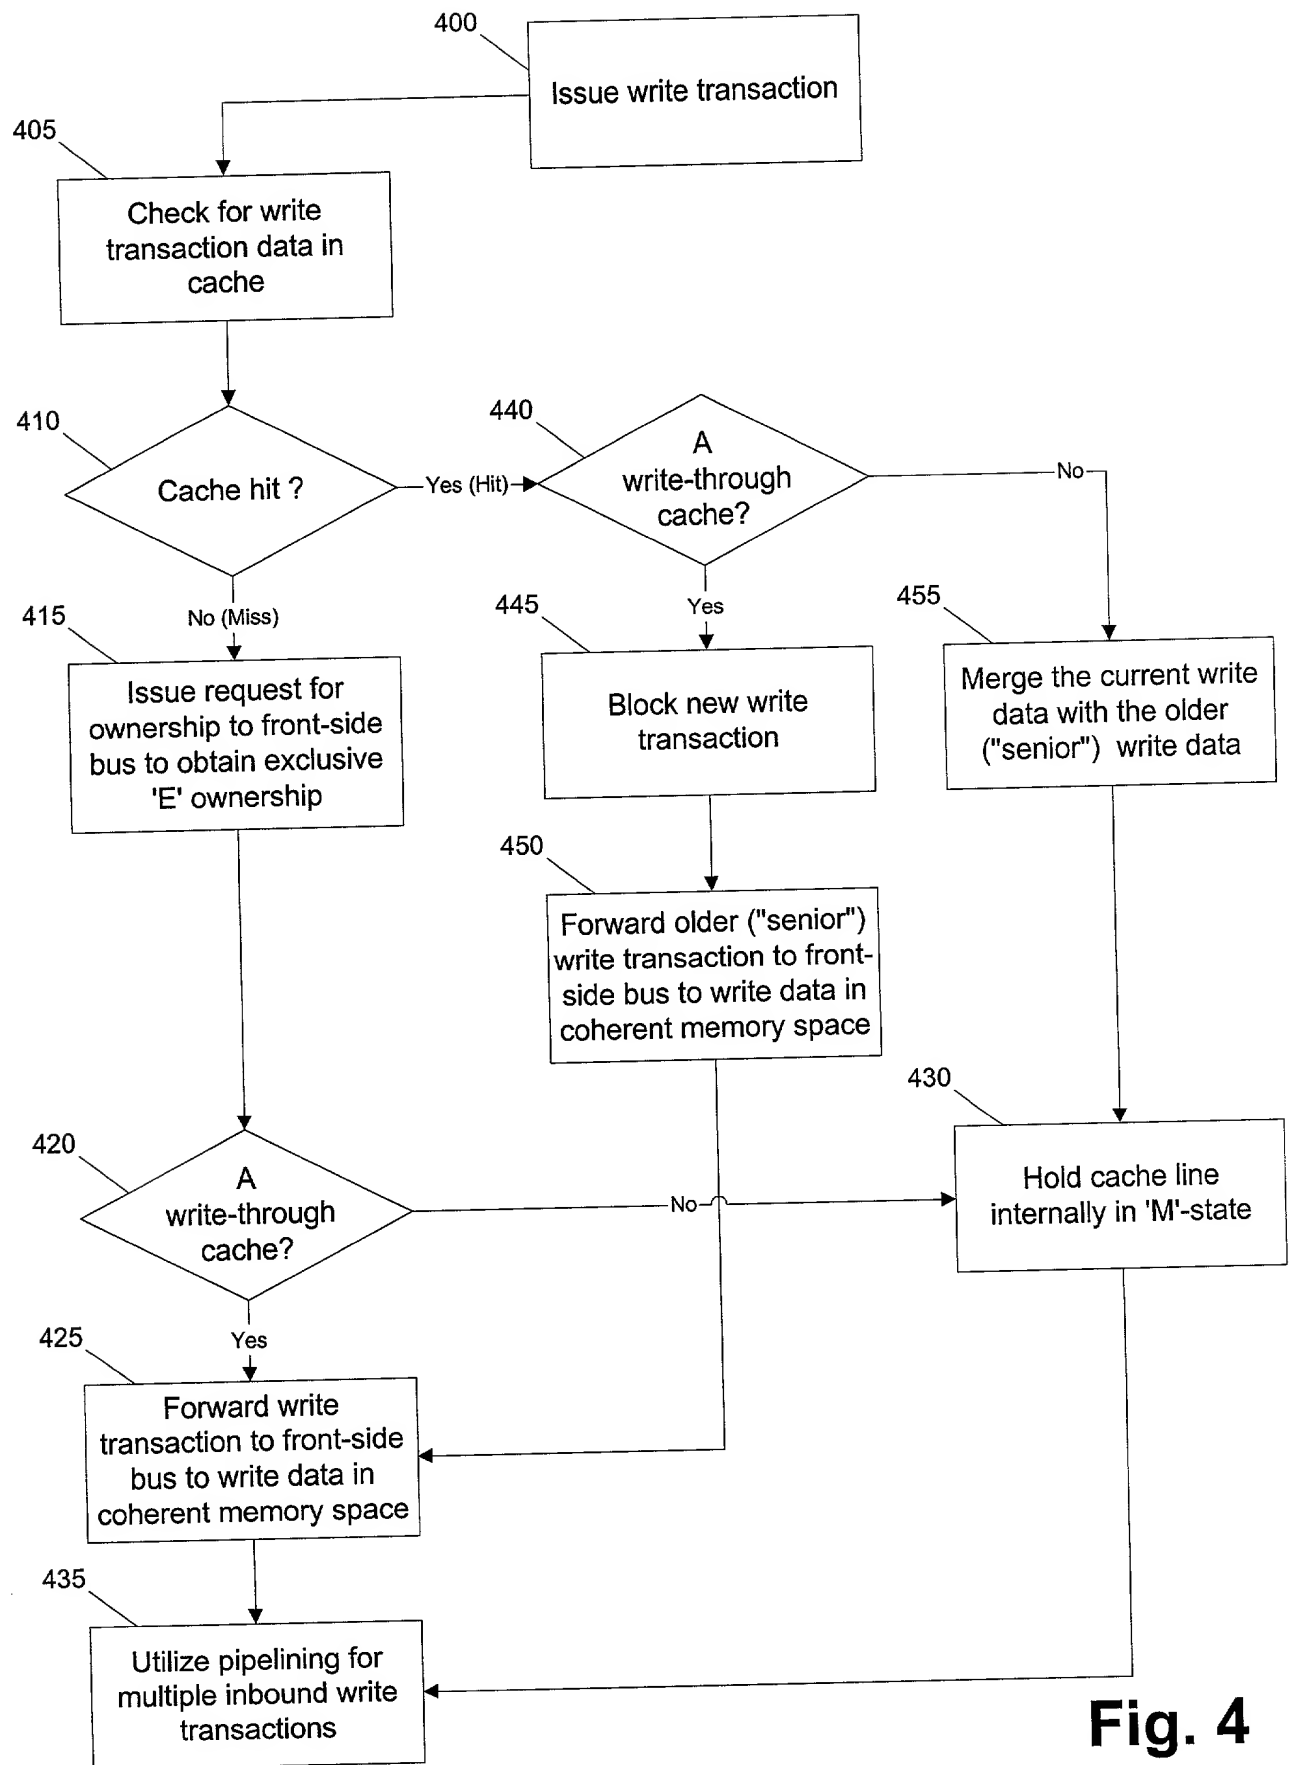 400
Issue write transaction
405
Check for write
transaction data in
cache
410
Cache hit ?
Yes (Hit)
440
A
write-through
cache?
No
No (Miss)
Yes
415
Issue request for
ownership to front-side
bus to obtain exclusive
'E' ownership
445
Block new write
transaction
455
Merge the current write
data with the older
("senior") write data
450
Forward older ("senior")
write transaction to front-
side bus to write data in
coherent memory space
420
A
write-through
cache?
No
430
Hold cache line
internally in 'M'-state
Yes
425
Forward write
transaction to front-side
bus to write data in
coherent memory space
435
Utilize pipelining for
multiple inbound write
transactions
Fig. 4